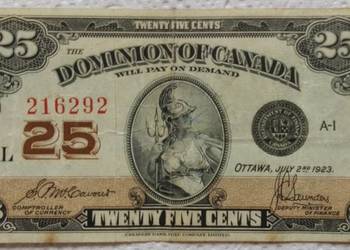 TWENTY FIVE CENTS
25 25
THE
DOMINION OF CANADA
WILL PAY ON DEMAND
216292
25
A-1
L
OTTAWA, JULY 2ND 1923.
COMPTROLLER
OF CURRENCY
DEPUTY MINISTER
OF FINANCE
TWENTY FIVE CENTS